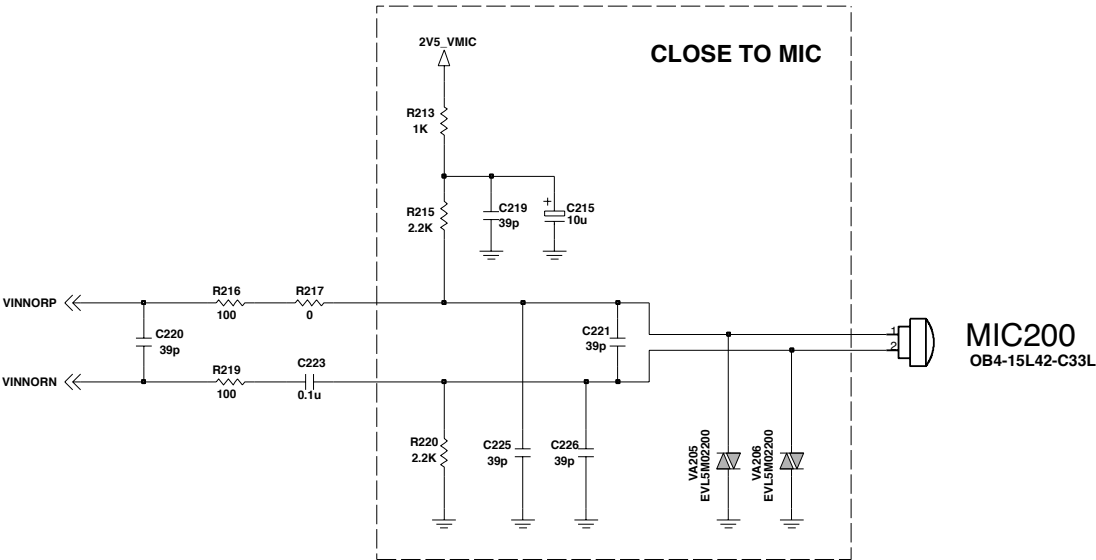 2V5_VMIC
CLOSE TO MIC
R213
1K
R215
2.2K
C219
39p
+
C215
10u
VINNORP
R216
100
R217
0
C220
39p
C221
39p
1
2
MIC200
OB4-15L42-C33L
VINNORN
R219
100
C223
0.1u
R220
2.2K
C225
39p
C226
39p
VA205
EVL5M02200
VA206
EVL5M02200